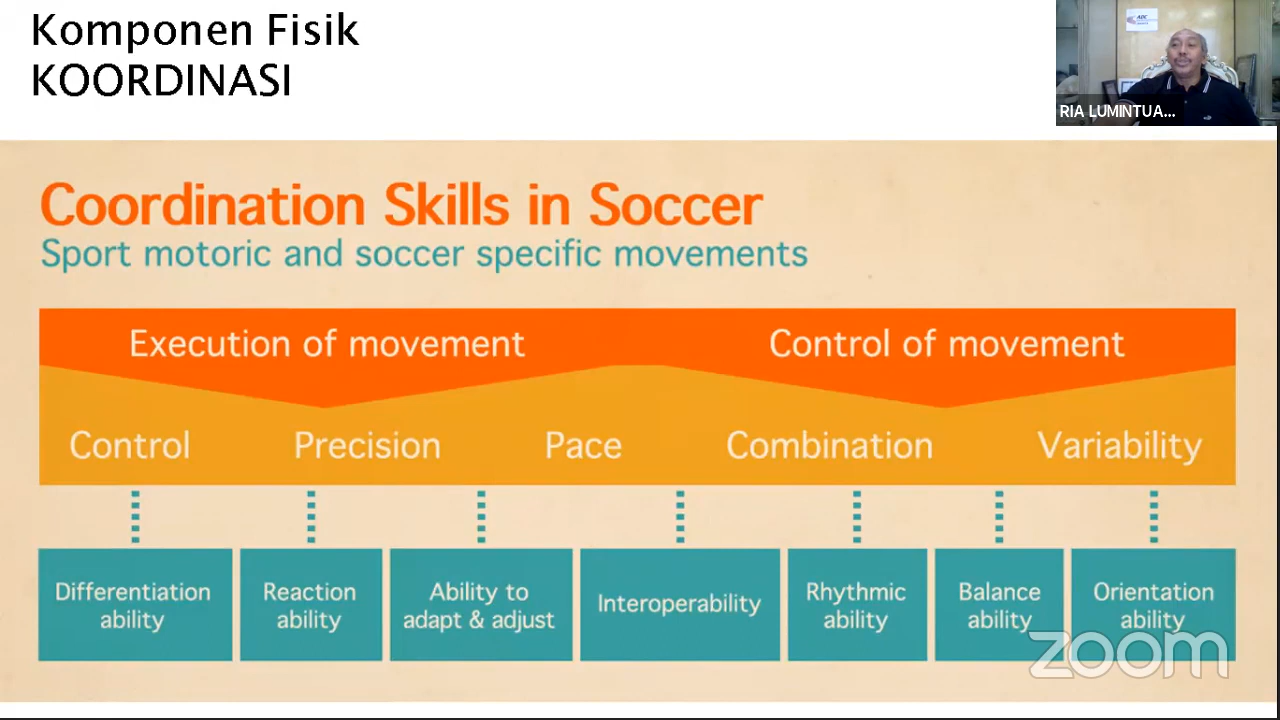 Komponen Fisik
KOORDINASI
AOC
RIA LUMINTUA...
Coordination Skills in Soccer
Sport motoric and soccer specific movements
Execution of movement
Control of movement
Control
Precision
Pace
Combination
Variability
Differentiation
ability
Reaction
ability
Ability to
adapt & adjust
Interoperability
Rhythmic
ability
Balance
ability
Orientation
ability
zoom